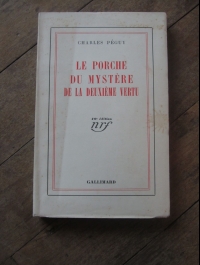 CHARLES PÉGUY
LE PORCHE
DU MYSTÈRE
DE LA DEUXIÈME VERTU
nrf
GALLIMARD